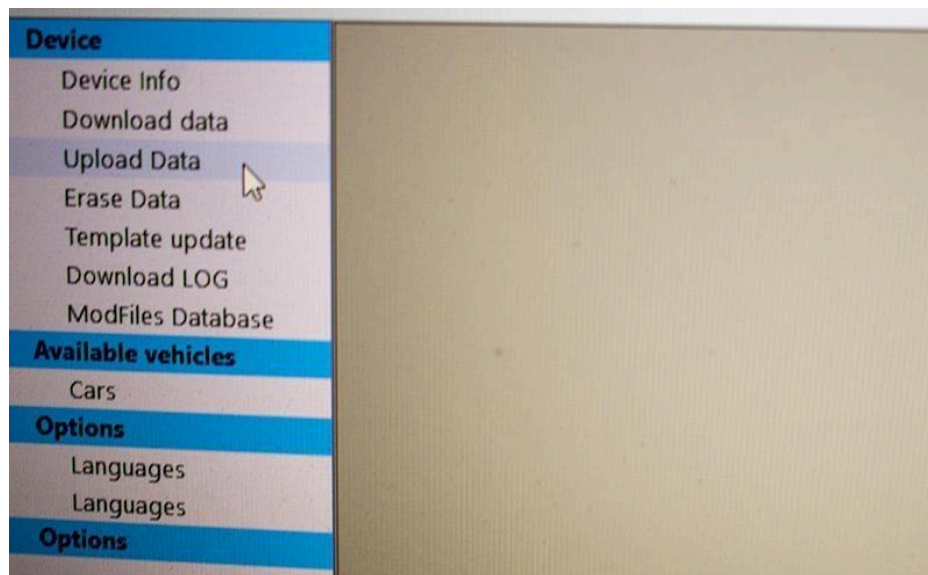 Device
Device Info
Download data
Upload Data
Erase Data
Template update
Download LOG
ModFiles Database
Available vehicles
Cars
Options
Languages
Languages
Options